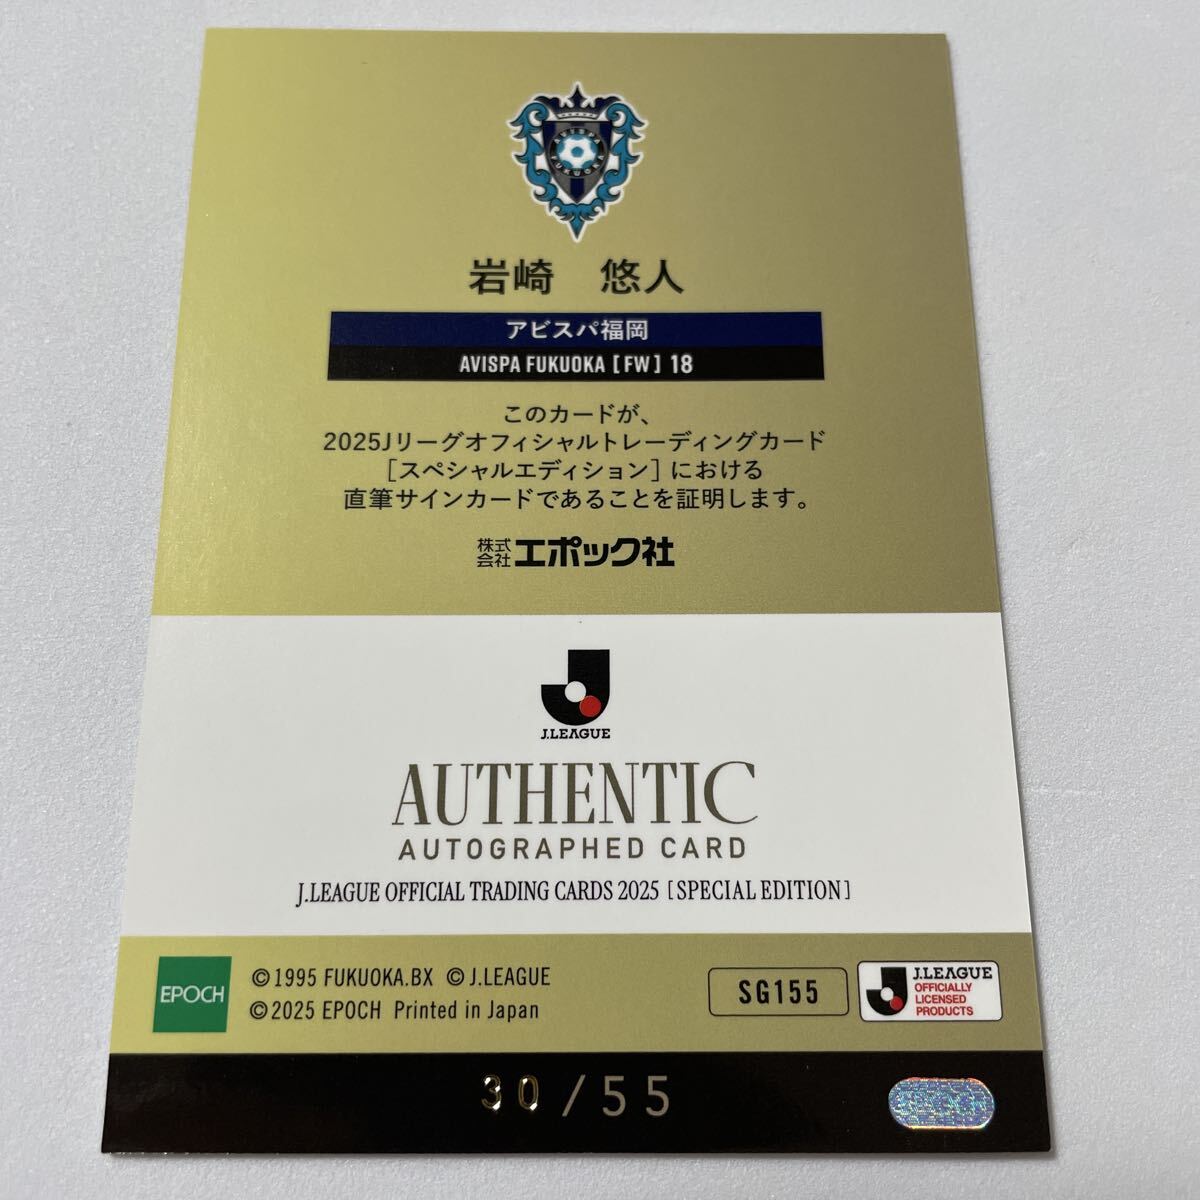 AVISPA
FUKUOKA
岩崎 悠人
アビスパ福岡
AVISPA FUKUOKA [FW] 18
このカードが、
2025Jリーグオフィシャルトレーディングカード
[スペシャルエディション]における
直筆サインカードであることを証明します。
株式会社エポック社
J.LEAGUE
AUTHENTIC
AUTOGRAPHED CARD
J.LEAGUE OFFICIAL TRADING CARDS 2025 [SPECIAL EDITION]
EPOCH
©1995 FUKUOKA.BX ©J.LEAGUE
©2025 EPOCH Printed in Japan
SG155
J.LEAGUE
OFFICIALLY
LICENSED
PRODUCTS
30/55
EPOCH